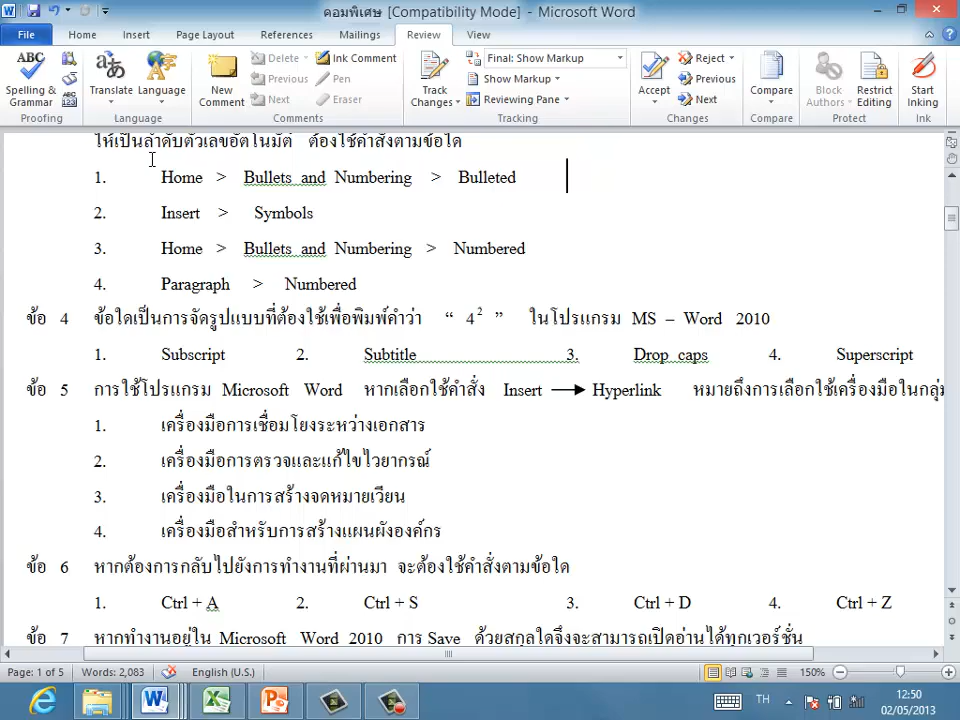 คอมพิเศษ [Compatibility Mode] - Microsoft Word
File Home Insert Page Layout References Mailings Review View
ABC Spelling & Grammar
Proofing
Translate Language
Language
New Comment Delete Previous Next Ink Comment Pen Eraser
Comments
Track Changes Final: Show Markup Show Markup Reviewing Pane
Tracking
Accept Reject Previous Next
Changes
Compare
Compare
Block Authors Restrict Editing
Protect
Start Inking
Ink
ให้เป็นลำดับตัวเลขอัตโนมัติ ต้องใช้คำสั่งตามข้อใด
1. Home > Bullets and Numbering > Bulleted
2. Insert > Symbols
3. Home > Bullets and Numbering > Numbered
4. Paragraph > Numbered
ข้อ 4 ข้อใดเป็นการจัดรูปแบบที่ต้องใช้เพื่อพิมพ์คำว่า “ 4² ” ในโปรแกรม MS – Word 2010
1. Subscript 2. Subtitle 3. Drop caps 4. Superscript
ข้อ 5 การใช้โปรแกรม Microsoft Word หากเลือกใช้คำสั่ง Insert → Hyperlink หมายถึงการเลือกใช้เครื่องมือในกลุ่ม
1. เครื่องมือการเชื่อมโยงระหว่างเอกสาร
2. เครื่องมือการตรวจและแก้ไขไวยากรณ์
3. เครื่องมือในการสร้างจดหมายเวียน
4. เครื่องมือสำหรับการสร้างแผนผังองค์กร
ข้อ 6 หากต้องการกลับไปยังการทำงานที่ผ่านมา จะต้องใช้คำสั่งตามข้อใด
1. Ctrl + A 2. Ctrl + S 3. Ctrl + D 4. Ctrl + Z
ข้อ 7 หากทำงานอยู่ใน Microsoft Word 2010 การ Save ด้วยสกุลใดจึงจะสามารถเปิดอ่านได้ทุกเวอร์ชั่น
Page: 1 of 5 Words: 2,083 English (U.S.) 150%
TH 12:50
02/05/2013